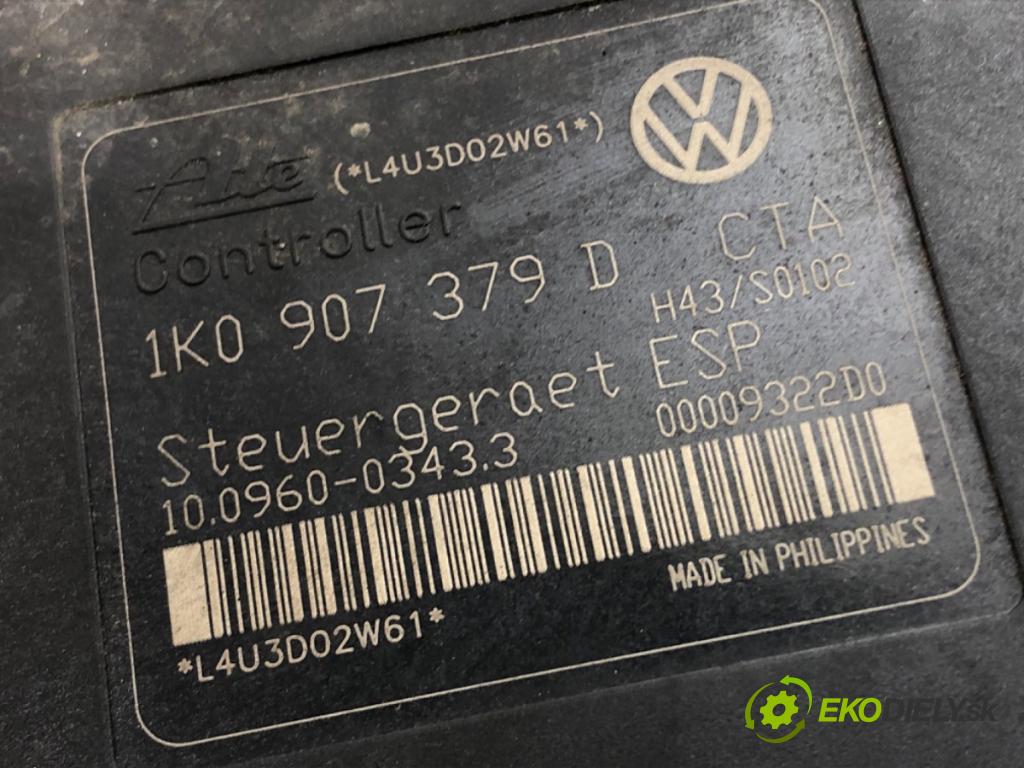 Ate (*L4U3D02W61*)
Controller
1K0 907 379 D CTA
H43/S0102
Steuergeraet ESP
10.0960-0343.3 00009322D0
MADE IN PHILIPPINES
*L4U3D02W61*
EKODIELY.sk